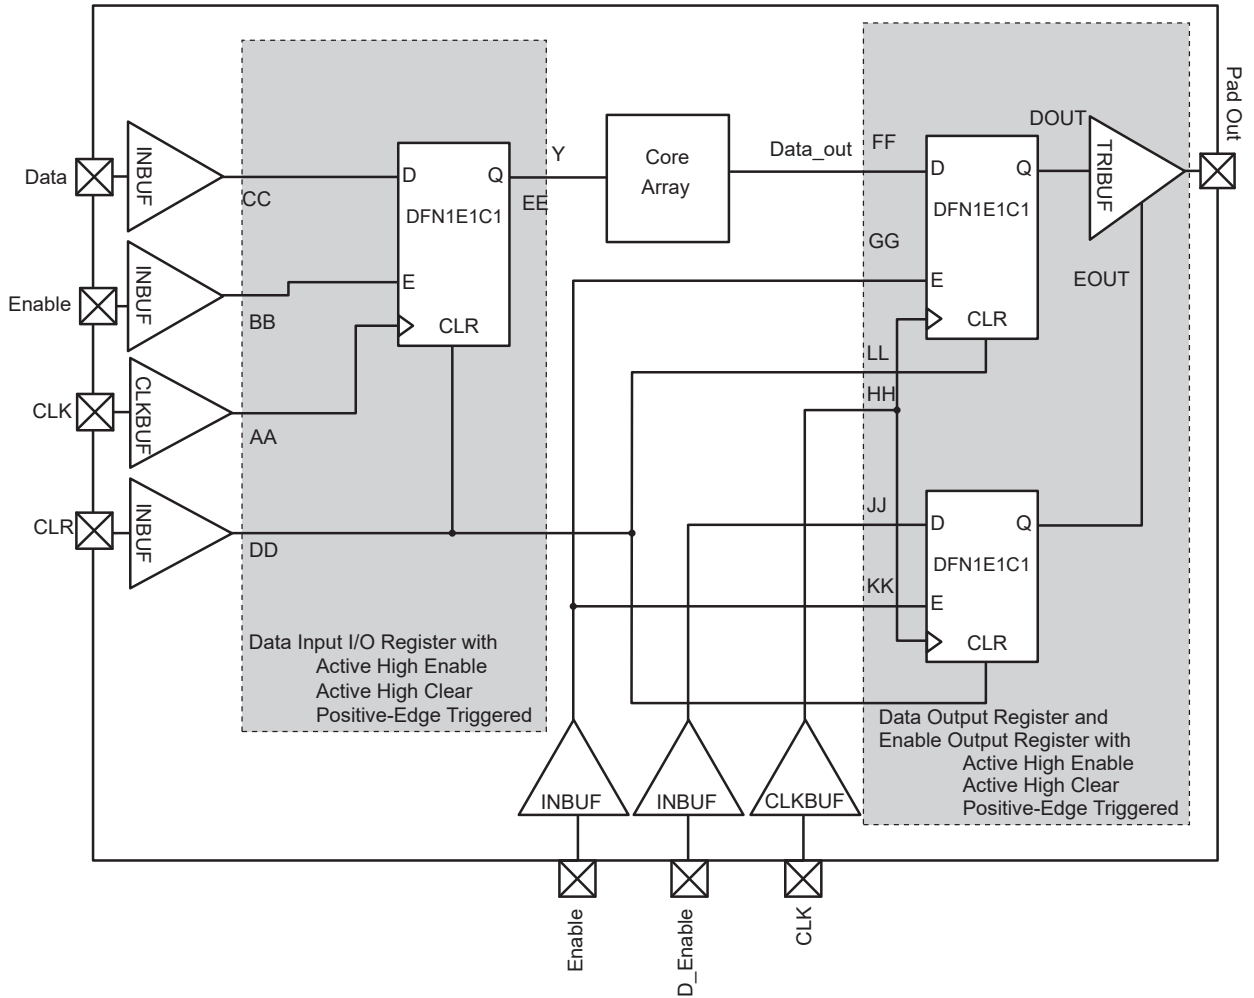 Data
INBUF
CC
Enable
INBUF
BB
CLK
CLKBUF
AA
CLR
INBUF
DD
D
Q
DFN1E1C1
E
CLR
Y
EE
Data Input I/O Register with
Active High Enable
Active High Clear
Positive-Edge Triggered
Core
Array
Data_out
FF
GG
D
Q
DFN1E1C1
E
CLR
LL
HH
DOUT
TRIBUF
EOUT
Pad Out
JJ
KK
D
Q
DFN1E1C1
E
CLR
Data Output Register and
Enable Output Register with
Active High Enable
Active High Clear
Positive-Edge Triggered
INBUF
INBUF
CLKBUF
Enable
D_Enable
CLK